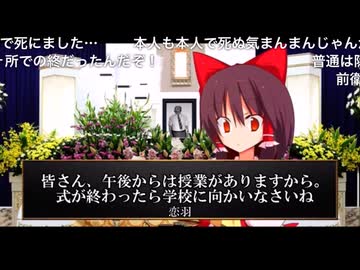 で死にました… 本人も本人で死ぬ気まんまんじゃん
所での終だったんだぞ！ 普通は
前衛
皆さん、午後からは授業がありますから。
式が終わったら学校に向かいなさいね
恋羽